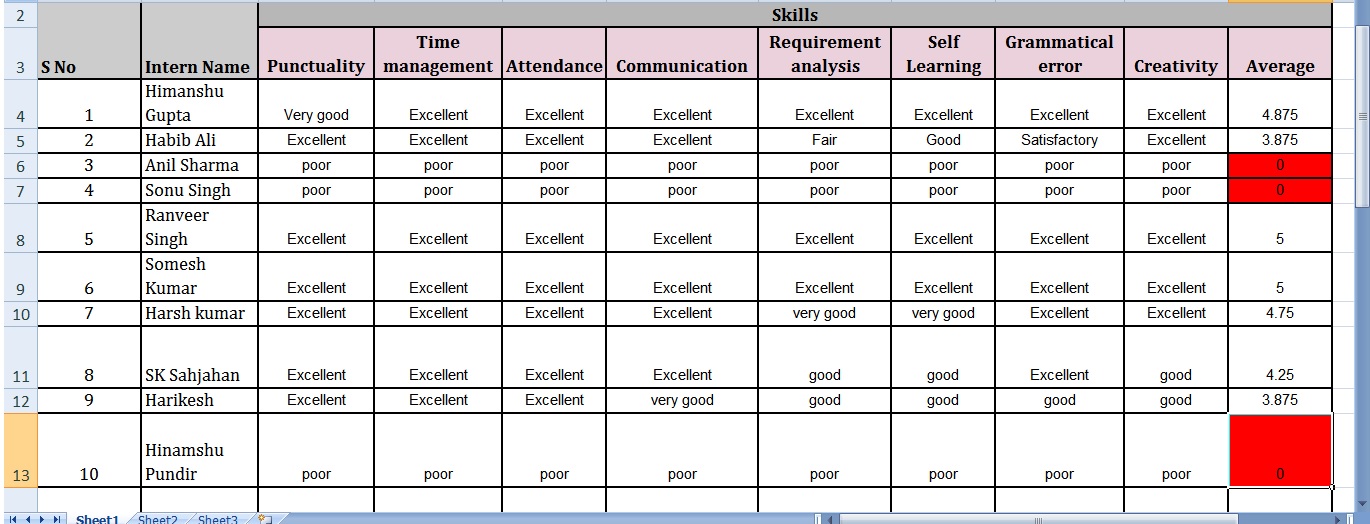 2 Skills
3 S No Intern Name Punctuality Time management Attendance Communication Requirement analysis Self Learning Grammatical error Creativity Average
4 1 Himanshu Gupta Very good Excellent Excellent Excellent Excellent Excellent Excellent Excellent 4.875
5 2 Habib Ali Excellent Excellent Excellent Excellent Fair Good Satisfactory Excellent 3.875
6 3 Anil Sharma poor poor poor poor poor poor poor poor 0
7 4 Sonu Singh poor poor poor poor poor poor poor poor 0
8 5 Ranveer Singh Excellent Excellent Excellent Excellent Excellent Excellent Excellent Excellent 5
9 6 Somesh Kumar Excellent Excellent Excellent Excellent Excellent Excellent Excellent Excellent 5
10 7 Harsh kumar Excellent Excellent Excellent Excellent very good very good Excellent Excellent 4.75
11 8 SK Sahjahan Excellent Excellent Excellent Excellent good good Excellent good 4.25
12 9 Harikesh Excellent Excellent Excellent very good good good good good 3.875
13 10 Hinamshu Pundir poor poor poor poor poor poor poor poor 0
Sheet1 Sheet2 Sheet3